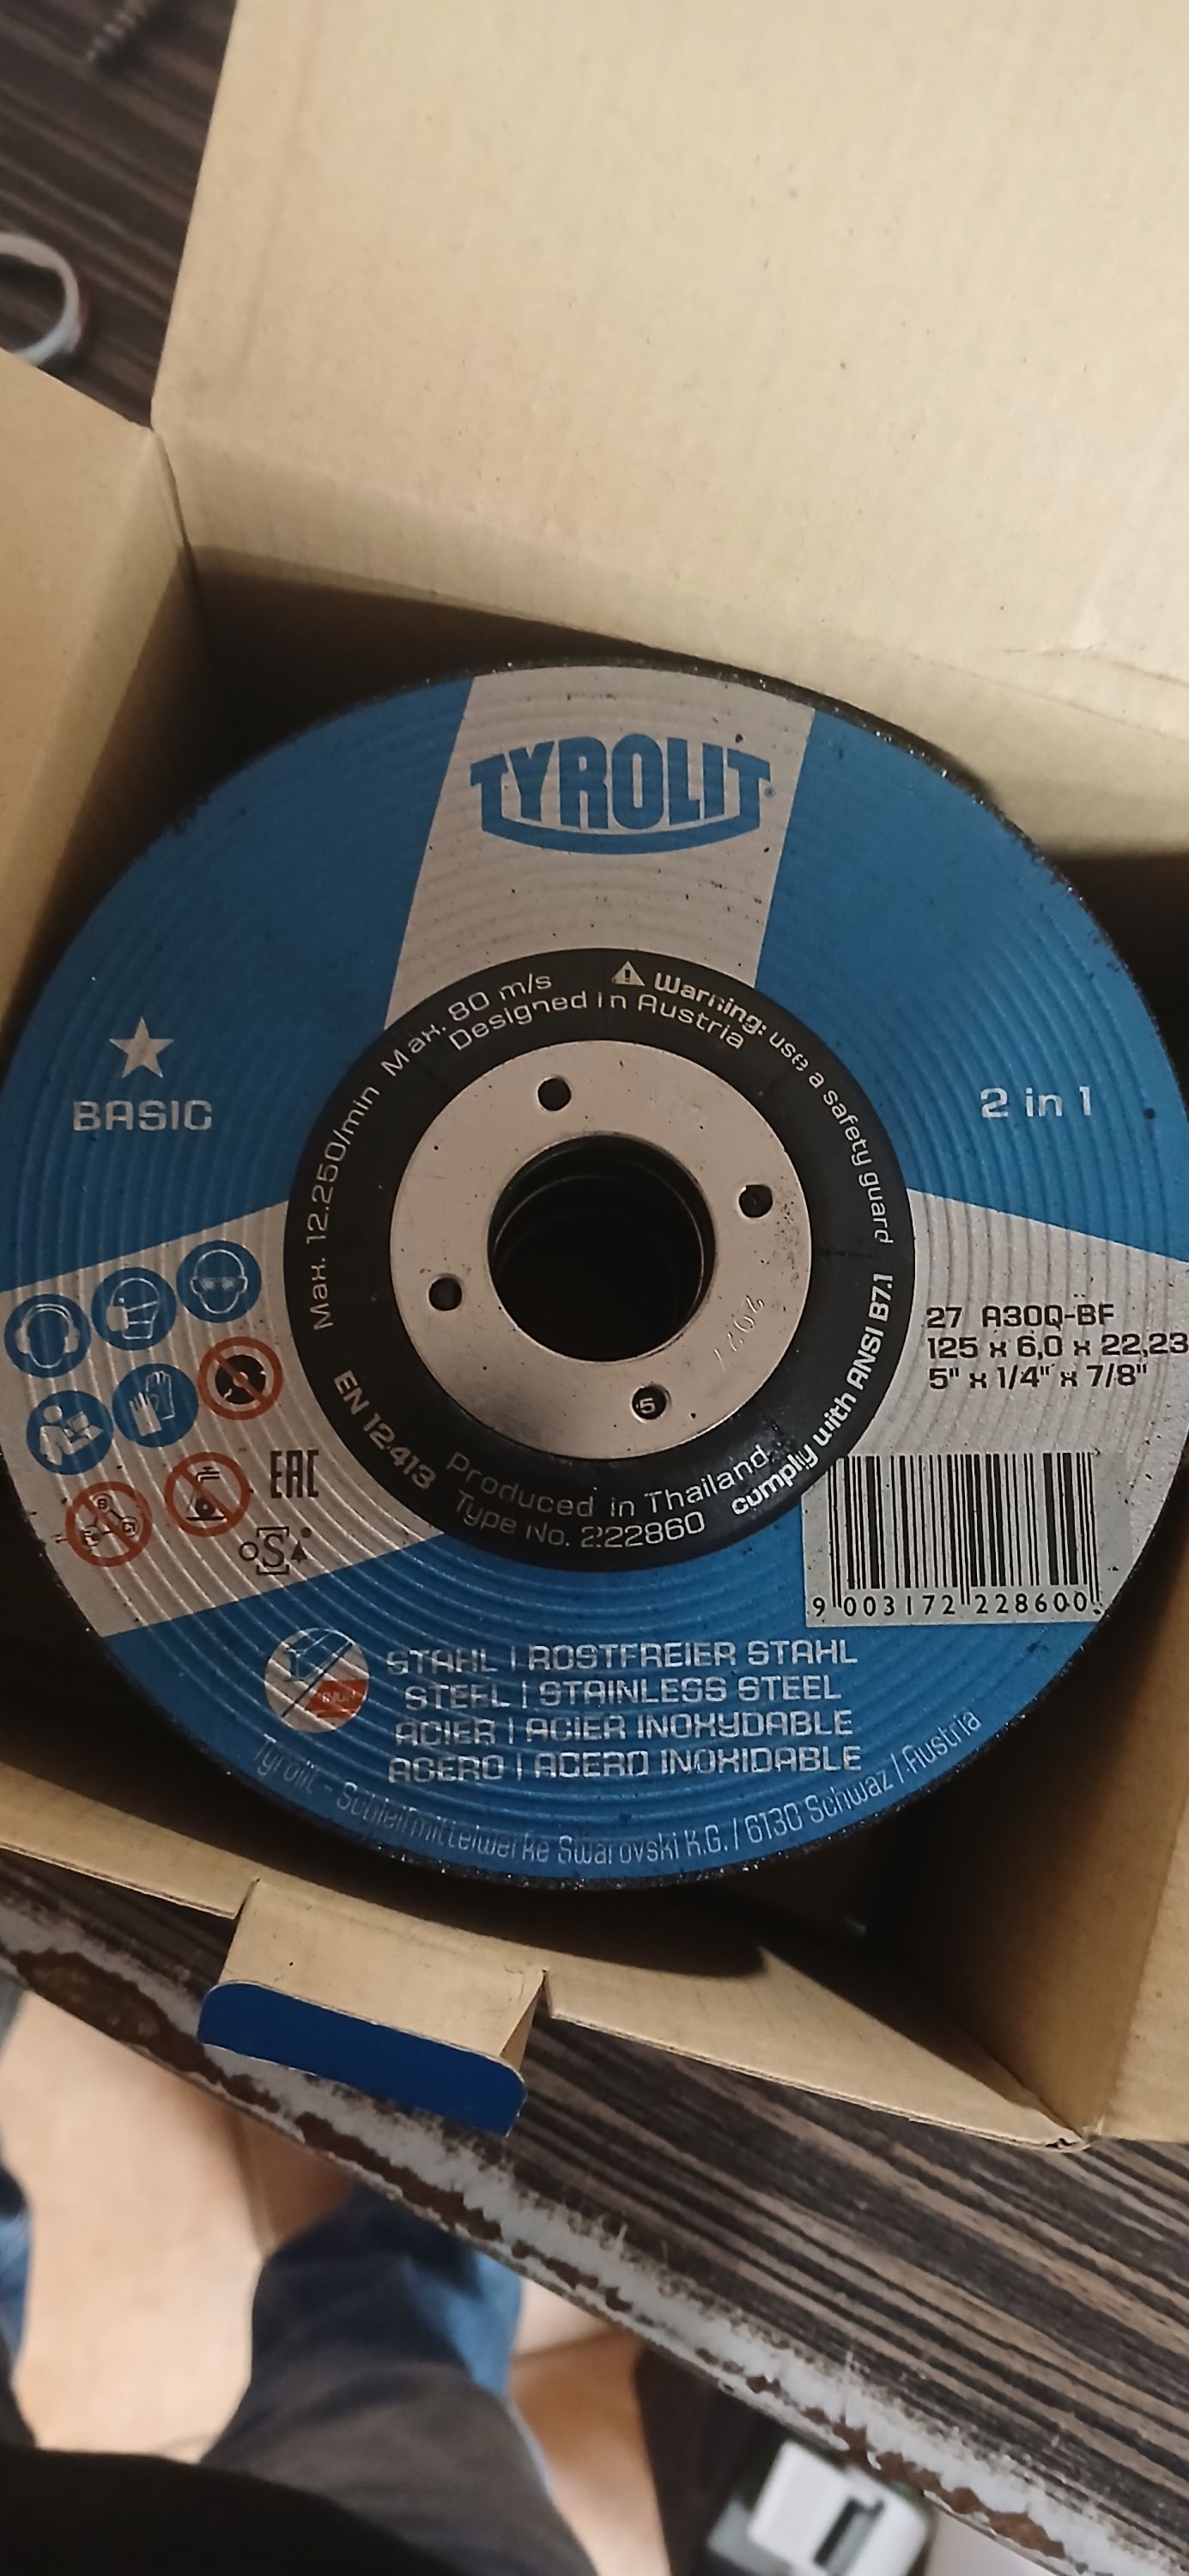 TYROLIT
Max. 12.250/min Max. 80 m/s
Designed in Austria
Warning: use a safety guard
BASIC
2 in 1
27 A30Q-BF
125 x 6,0 x 22,23
5" x 1/4" x 7/8"
EN 12413
comply with ANSI B7.1
Produced in Thailand
Type No. 222860
5
EAC
oSa
9 003172 228600
STAHL | ROSTFREIER STAHL
STEEL | STAINLESS STEEL
ACIER | ACIER INOXYDABLE
ACERO | ACERO INOXIDABLE
Tyrolit - Schleifmittelwerke Swarovski K.G. / 6130 Schwaz / Austria